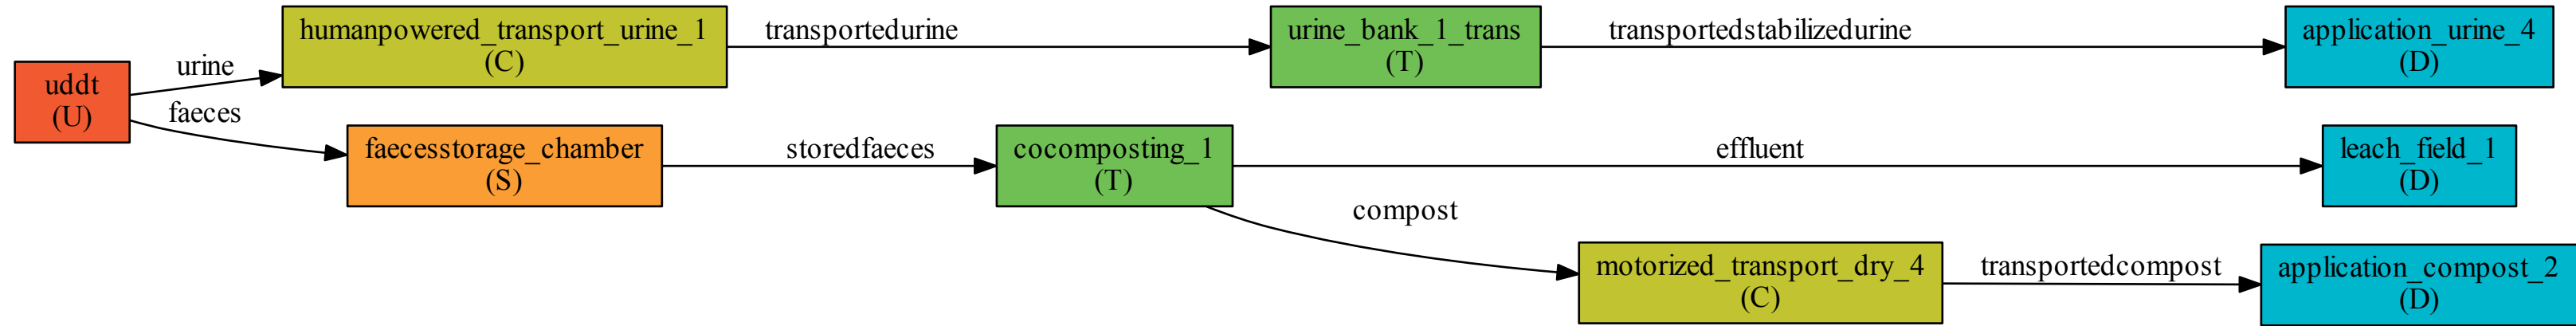 uddt
(U)
urine
faeces
humanpowered_transport_urine_1
(C)
transportedurine
urine_bank_1_trans
(T)
transportedstabilizedurine
application_urine_4
(D)
faecesstorage_chamber
(S)
storedfaeces
cocomposting_1
(T)
effluent
leach_field_1
(D)
compost
motorized_transport_dry_4
(C)
transportedcompost
application_compost_2
(D)